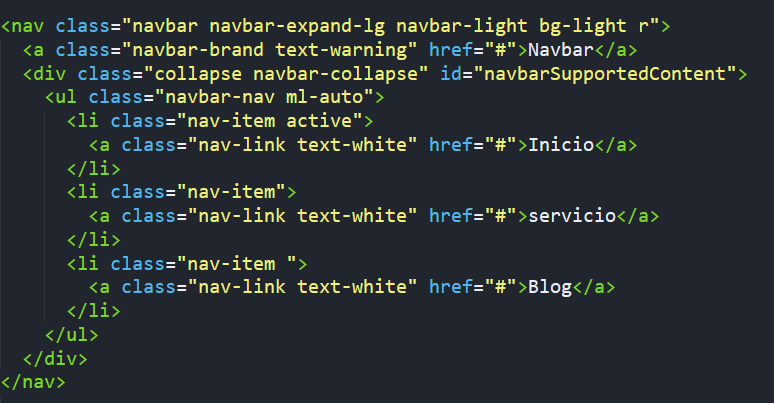 <nav class="navbar navbar-expand-lg navbar-light bg-light r">
<a class="navbar-brand text-warning" href="#">Navbar</a>
<div class="collapse navbar-collapse" id="navbarSupportedContent">
<ul class="navbar-nav ml-auto">
<li class="nav-item active">
<a class="nav-link text-white" href="#">Inicio</a>
</li>
<li class="nav-item">
<a class="nav-link text-white" href="#">servicio</a>
</li>
<li class="nav-item ">
<a class="nav-link text-white" href="#">Blog</a>
</li>
</ul>
</div>
</nav>